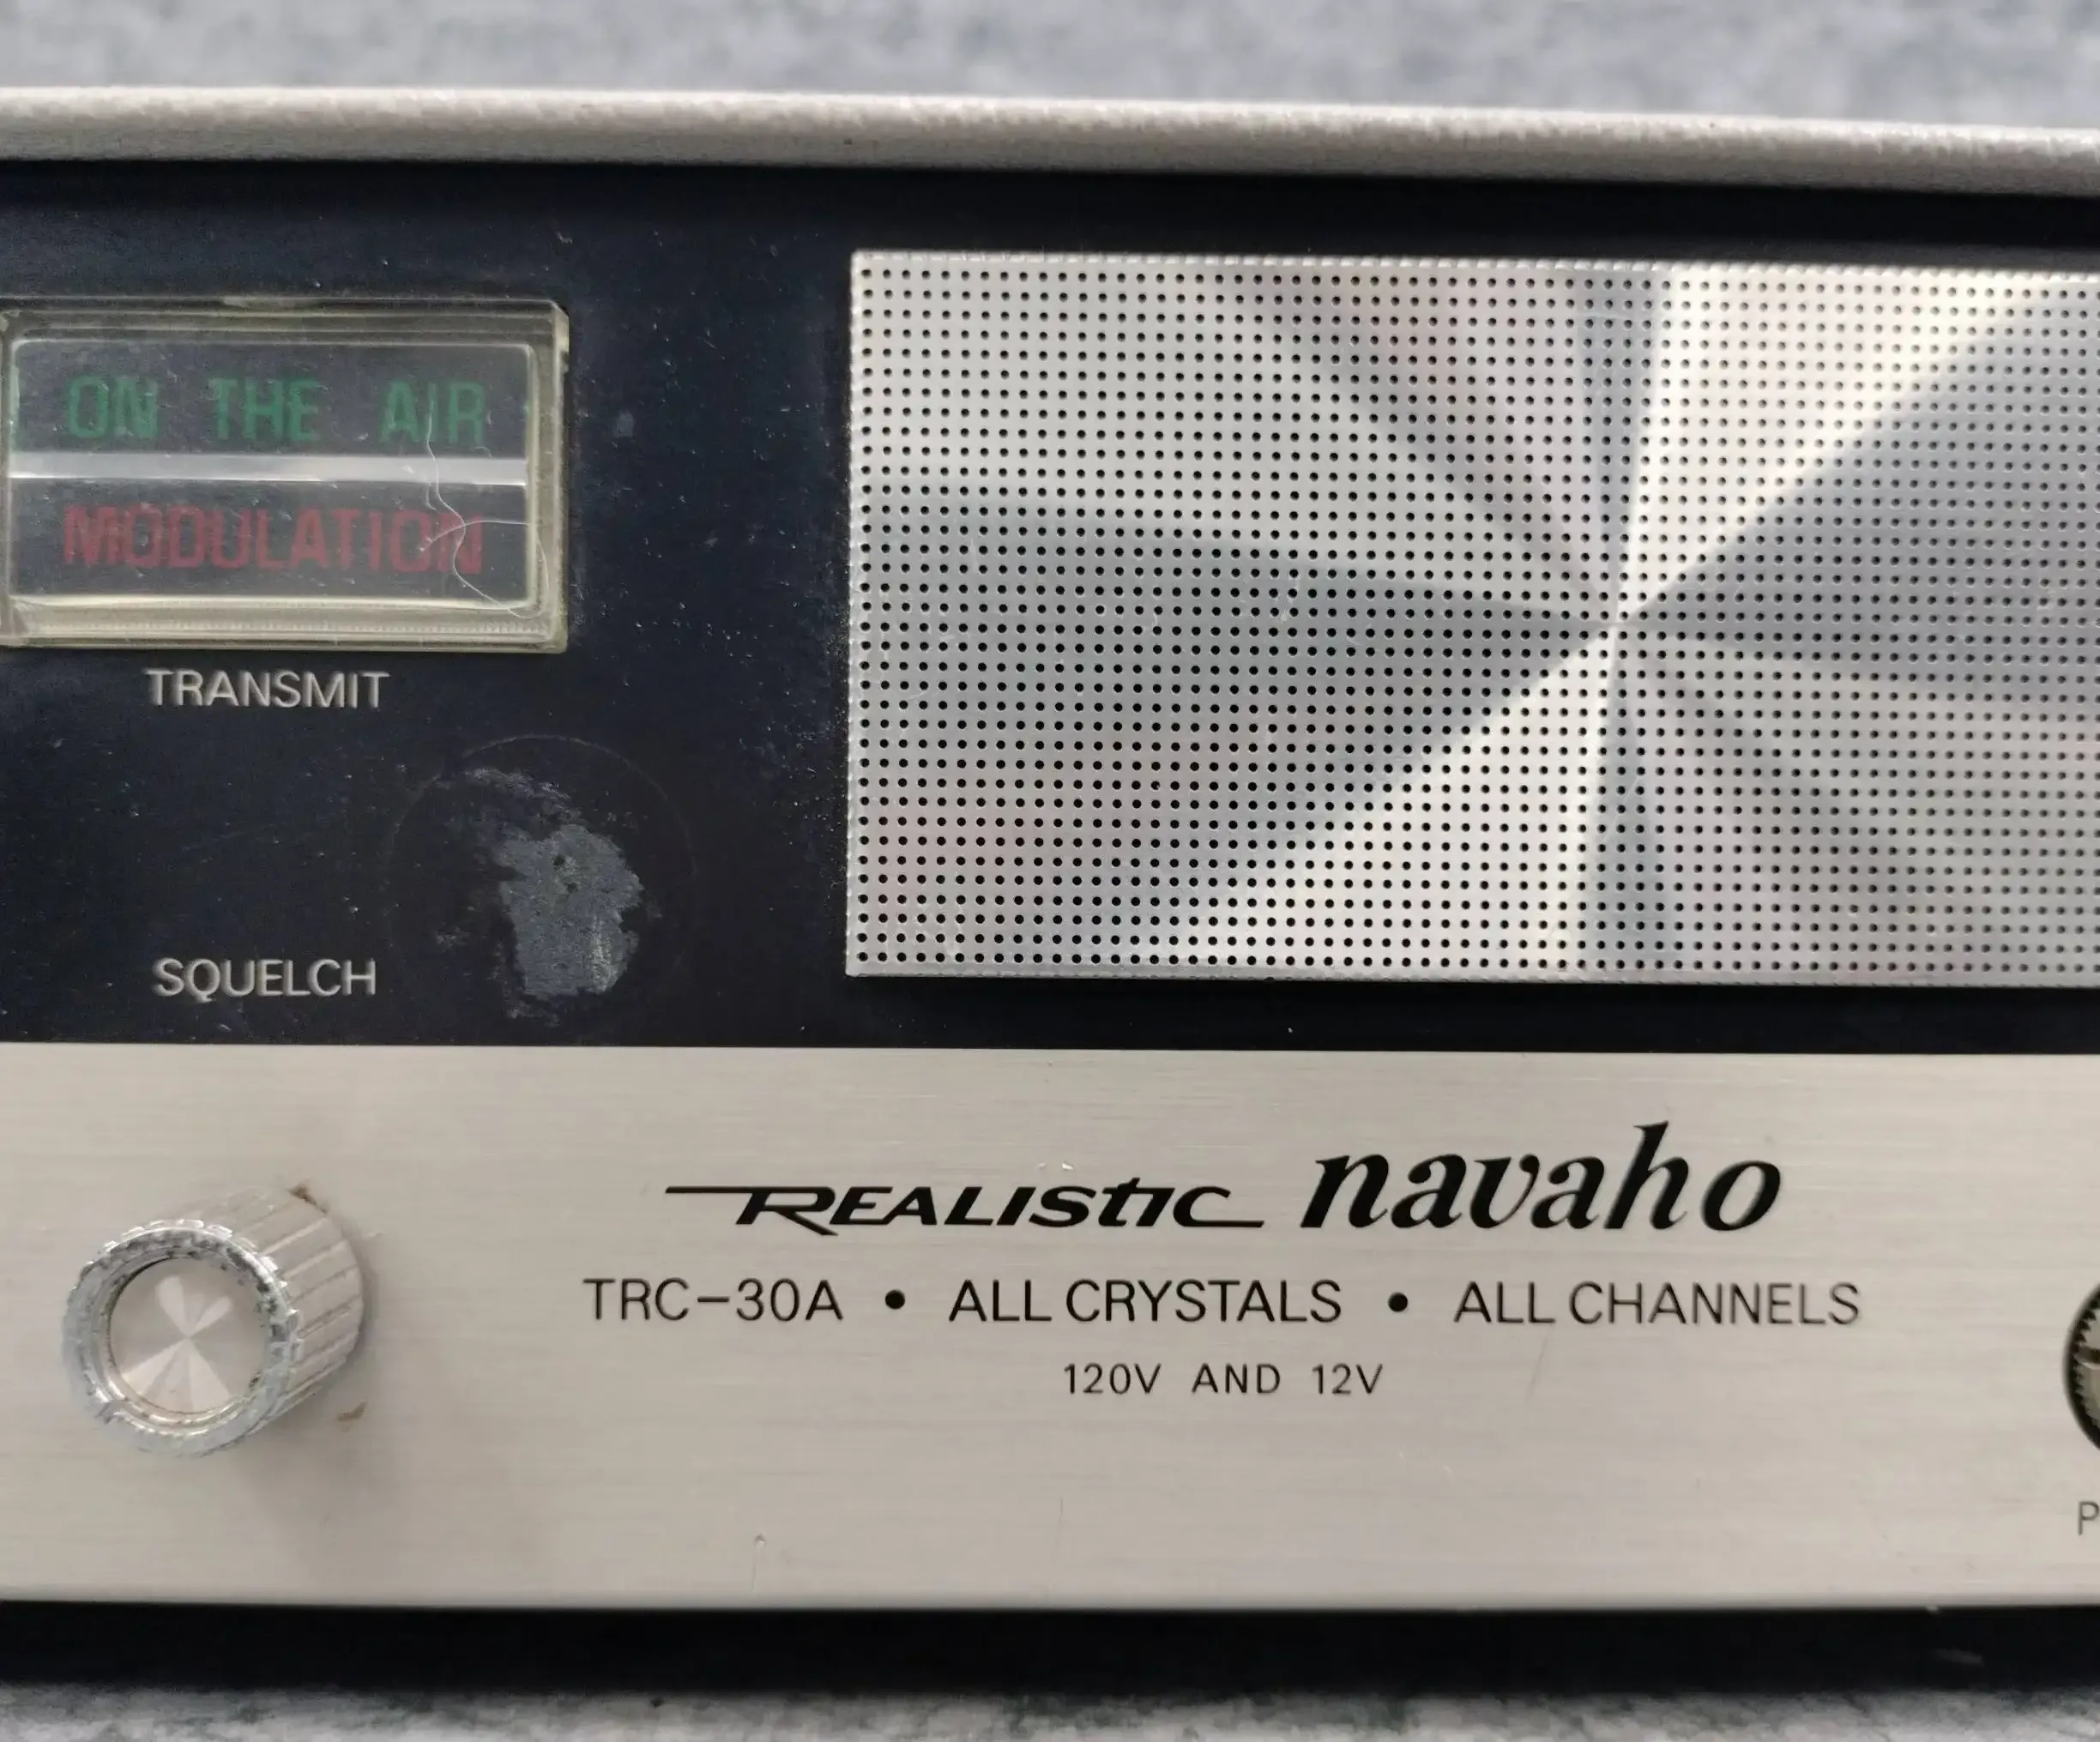 ON THE AIR
MODULATION
TRANSMIT
SQUELCH
REALISTIC navaho
TRC-30A • ALL CRYSTALS • ALL CHANNELS
120V AND 12V